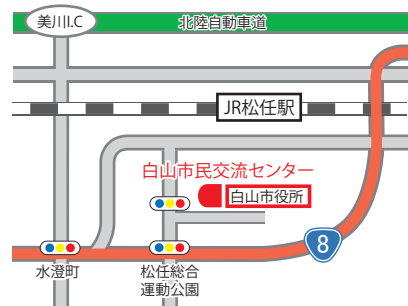 美川I.C
北陸自動車道
JR松任駅
白山市民交流センター
白山市役所
8
水澄町
松任総合
運動公園